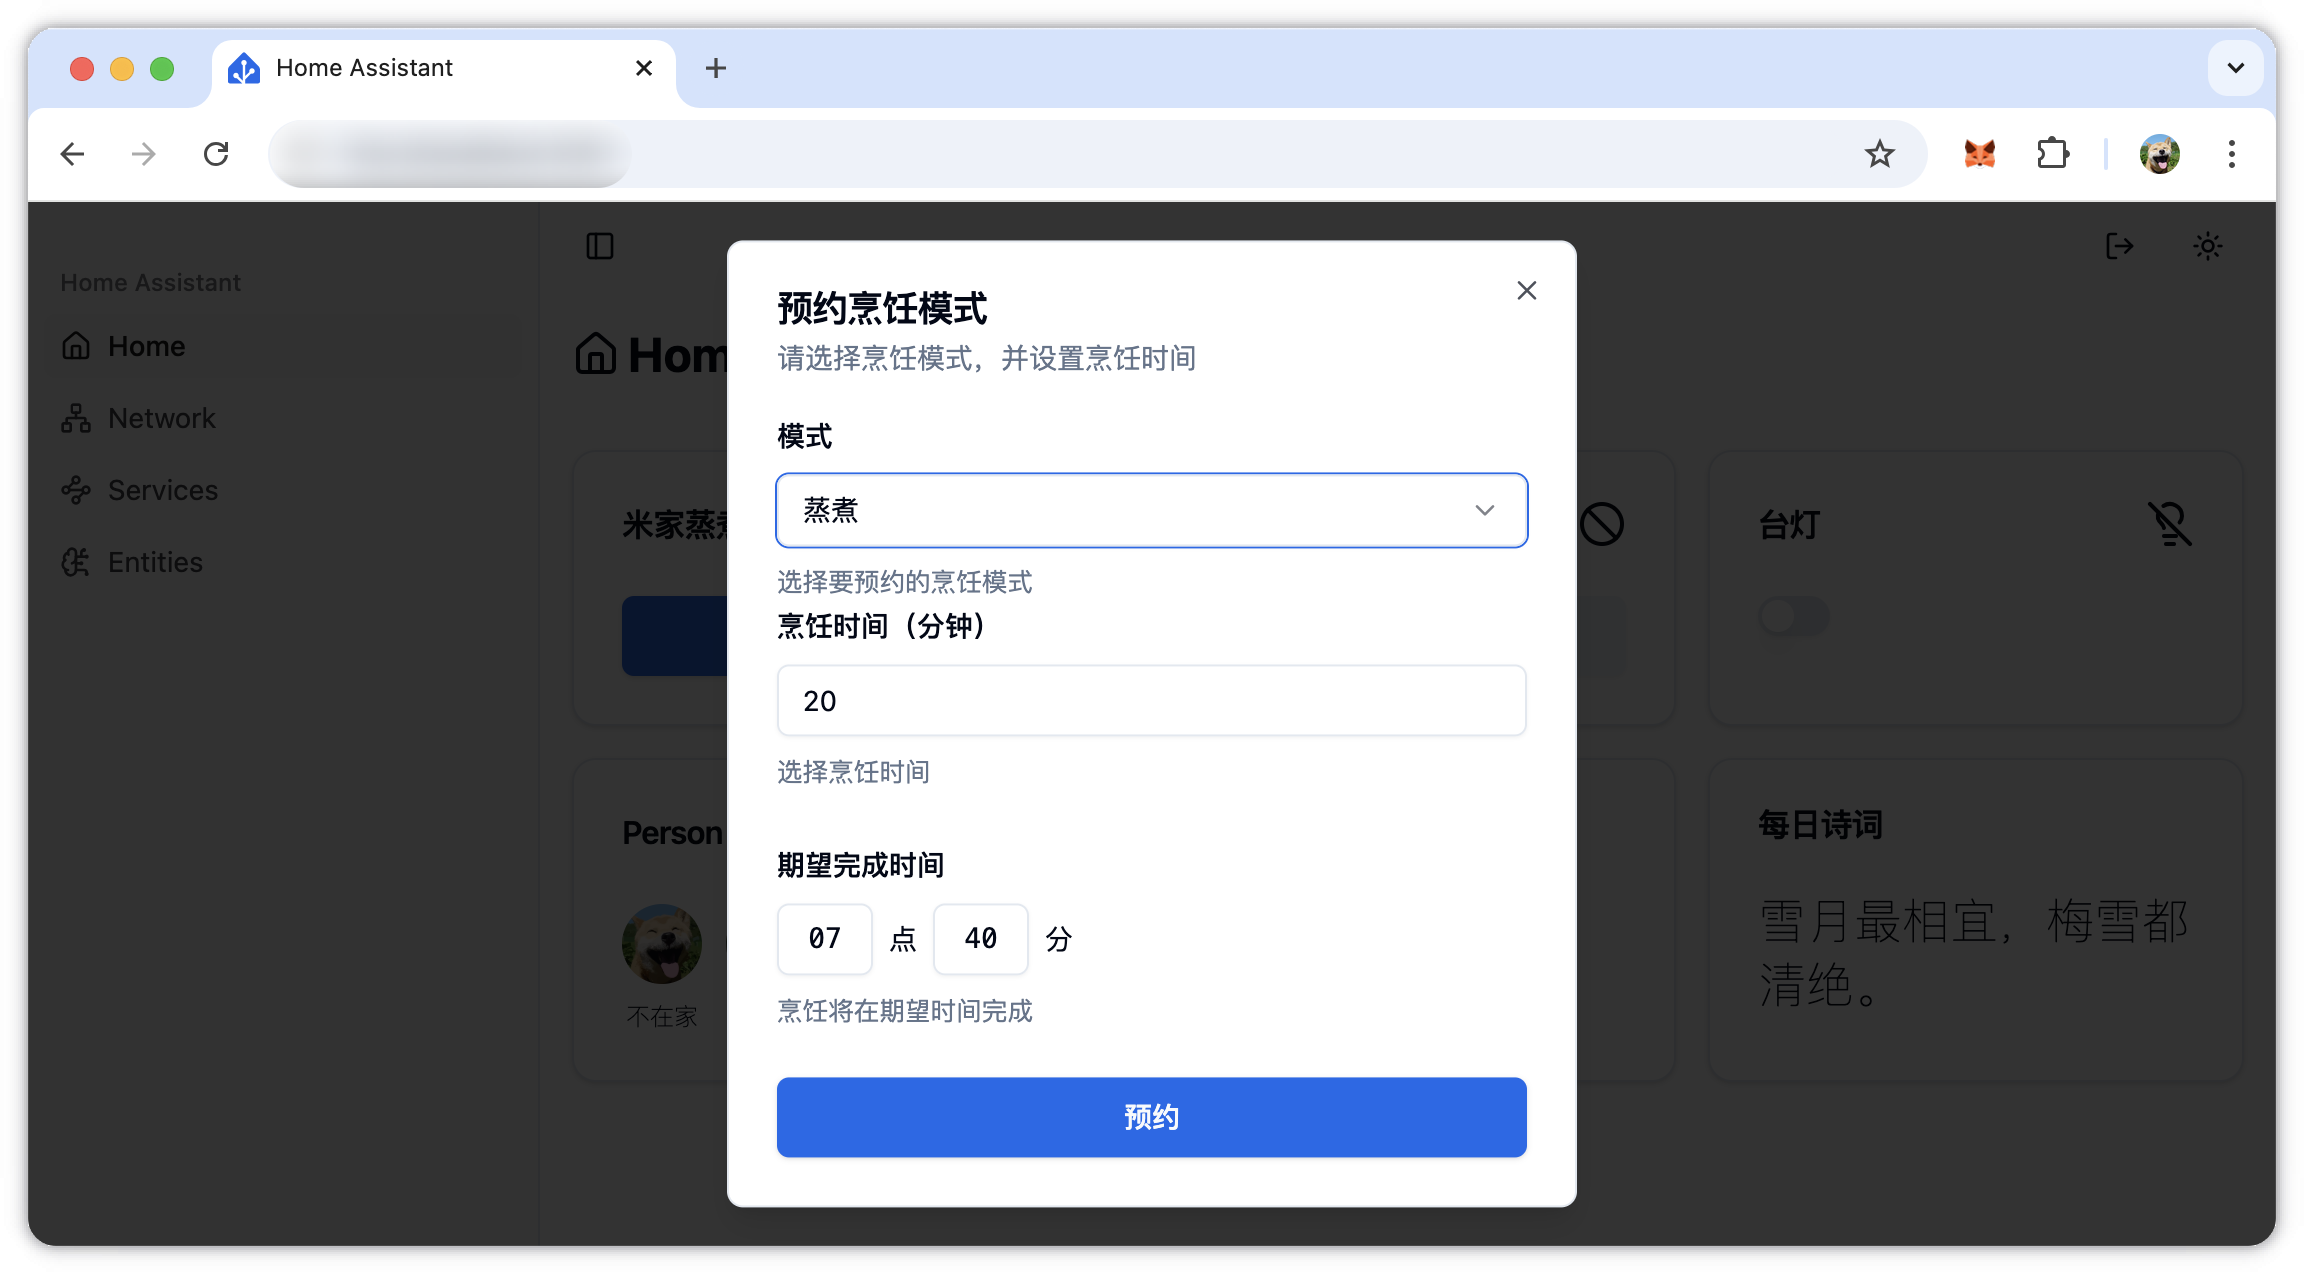 Home Assistant
Home Assistant
Home
Network
Services
Entities
Hom
米家蒸煮
台灯
Person
不在家
每日诗词
雪月最相宜，梅雪都
清绝。
预约烹饪模式
请选择烹饪模式，并设置烹饪时间
模式
蒸煮
选择要预约的烹饪模式
烹饪时间（分钟）
20
选择烹饪时间
期望完成时间
07 点 40 分
烹饪将在期望时间完成
预约